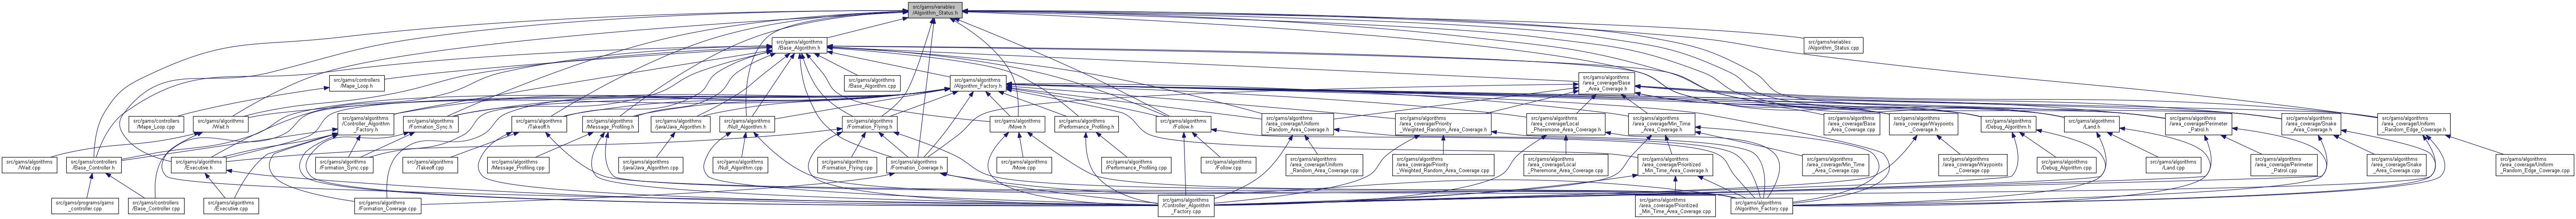 src/gams/variables
/Algorithm_Status.h
src/gams/algorithms
/Base_Algorithm.h
src/gams/variables
/Algorithm_Status.cpp
src/gams/controllers
/Mape_Loop.h
src/gams/algorithms
/Base_Algorithm.cpp
src/gams/algorithms
/Algorithm_Factory.h
src/gams/algorithms
/area_coverage/Base
_Area_Coverage.h
src/gams/controllers
/Mape_Loop.cpp
src/gams/algorithms
/Wait.h
src/gams/algorithms
/Controller_Algorithm
_Factory.h
src/gams/algorithms
/Formation_Sync.h
src/gams/algorithms
/Takeoff.h
src/gams/algorithms
/Message_Profiling.h
src/gams/algorithms
/java/Java_Algorithm.h
src/gams/algorithms
/Null_Algorithm.h
src/gams/algorithms
/Formation_Flying.h
src/gams/algorithms
/Move.h
src/gams/algorithms
/Performance_Profiling.h
src/gams/algorithms
/Follow.h
src/gams/algorithms
/area_coverage/Uniform
_Random_Area_Coverage.h
src/gams/algorithms
/area_coverage/Priority
_Weighted_Random_Area_Coverage.h
src/gams/algorithms
/area_coverage/Local
_Pheremone_Area_Coverage.h
src/gams/algorithms
/area_coverage/Min_Time
_Area_Coverage.h
src/gams/algorithms
/area_coverage/Base
_Area_Coverage.cpp
src/gams/algorithms
/area_coverage/Waypoints
_Coverage.h
src/gams/algorithms
/Debug_Algorithm.h
src/gams/algorithms
/Land.h
src/gams/algorithms
/area_coverage/Perimeter
_Patrol.h
src/gams/algorithms
/area_coverage/Snake
_Area_Coverage.h
src/gams/algorithms
/area_coverage/Uniform
_Random_Edge_Coverage.h
src/gams/algorithms
/Wait.cpp
src/gams/controllers
/Base_Controller.h
src/gams/algorithms
/Executive.h
src/gams/algorithms
/Formation_Sync.cpp
src/gams/algorithms
/Takeoff.cpp
src/gams/algorithms
/Message_Profiling.cpp
src/gams/algorithms
/java/Java_Algorithm.cpp
src/gams/algorithms
/Null_Algorithm.cpp
src/gams/algorithms
/Formation_Flying.cpp
src/gams/algorithms
/Formation_Coverage.h
src/gams/algorithms
/Move.cpp
src/gams/algorithms
/Performance_Profiling.cpp
src/gams/algorithms
/Follow.cpp
src/gams/algorithms
/area_coverage/Uniform
_Random_Area_Coverage.cpp
src/gams/algorithms
/area_coverage/Priority
_Weighted_Random_Area_Coverage.cpp
src/gams/algorithms
/area_coverage/Local
_Pheremone_Area_Coverage.cpp
src/gams/algorithms
/area_coverage/Prioritized
_Min_Time_Area_Coverage.h
src/gams/algorithms
/area_coverage/Min_Time
_Area_Coverage.cpp
src/gams/algorithms
/area_coverage/Waypoints
_Coverage.cpp
src/gams/algorithms
/Debug_Algorithm.cpp
src/gams/algorithms
/Land.cpp
src/gams/algorithms
/area_coverage/Perimeter
_Patrol.cpp
src/gams/algorithms
/area_coverage/Snake
_Area_Coverage.cpp
src/gams/algorithms
/area_coverage/Uniform
_Random_Edge_Coverage.cpp
src/gams/programs/gams
_controller.cpp
src/gams/controllers
/Base_Controller.cpp
src/gams/algorithms
/Executive.cpp
src/gams/algorithms
/Formation_Coverage.cpp
src/gams/algorithms
/Controller_Algorithm
_Factory.cpp
src/gams/algorithms
/area_coverage/Prioritized
_Min_Time_Area_Coverage.cpp
src/gams/algorithms
/Algorithm_Factory.cpp